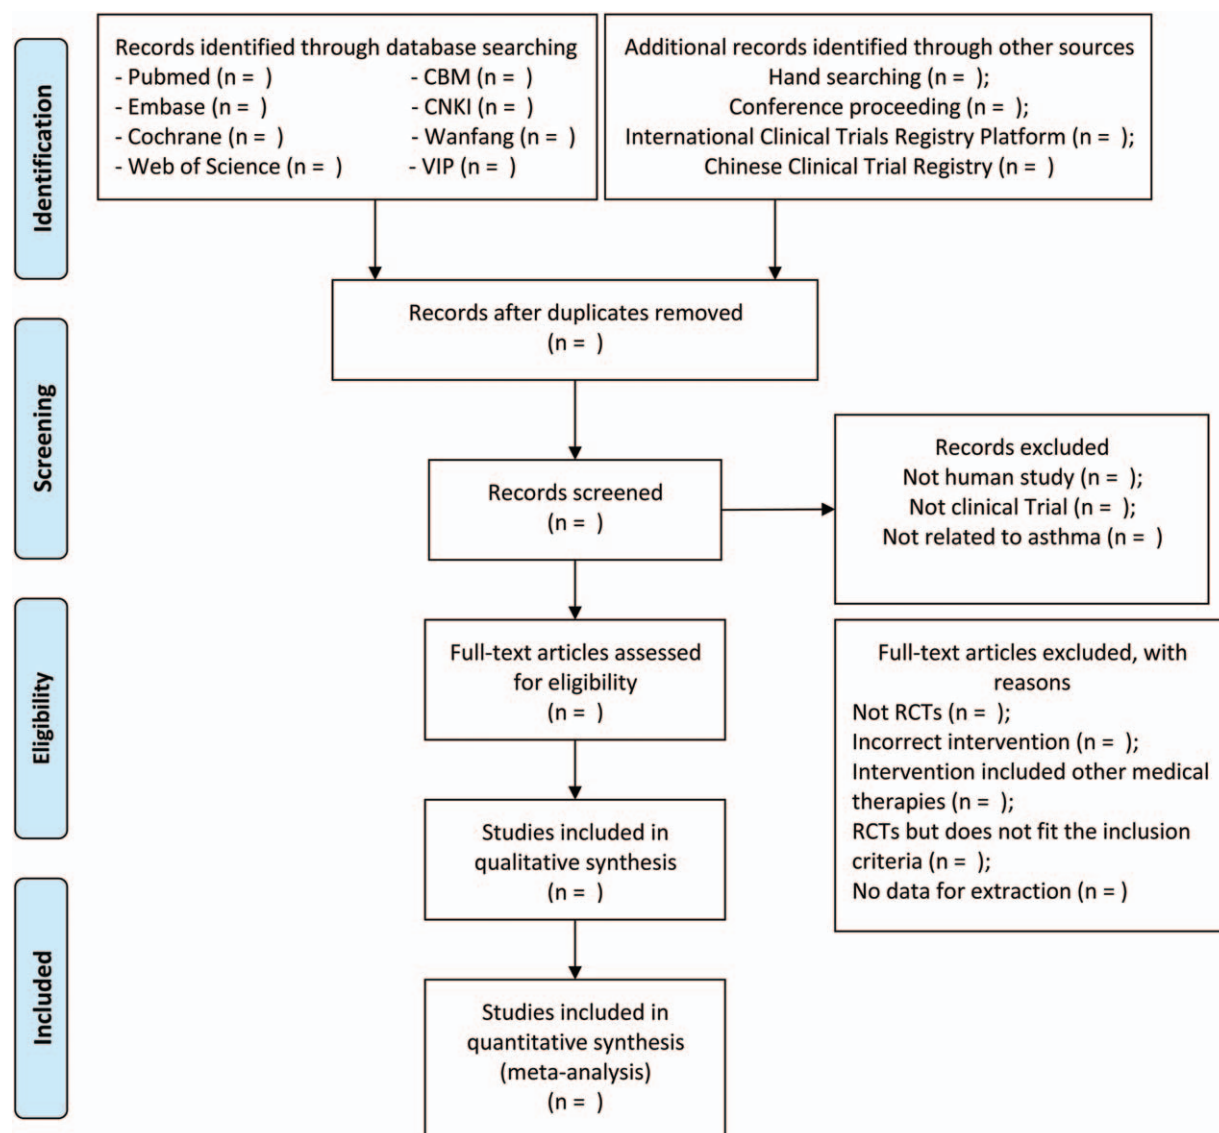 Identification
Records identified through database searching
- Pubmed (n =  )
- CBM (n =  )
- Embase (n =  )
- CNKI (n =  )
- Cochrane (n =  )
- Wanfang (n =  )
- Web of Science (n =  )
- VIP (n =  )
Additional records identified through other sources
Hand searching (n =  );
Conference proceeding (n =  );
International Clinical Trials Registry Platform (n =  );
Chinese Clinical Trial Registry (n =  )
Records after duplicates removed
(n =  )
Screening
Records screened
(n =  )
Records excluded
Not human study (n =  );
Not clinical Trial (n =  );
Not related to asthma (n =  )
Eligibility
Full-text articles assessed
for eligibility
(n =  )
Full-text articles excluded, with
reasons
Not RCTs (n =  );
Incorrect intervention (n =  );
Intervention included other medical
therapies (n =  );
RCTs but does not fit the inclusion
criteria (n =  );
No data for extraction (n = )
Studies included in
qualitative synthesis
(n =  )
Included
Studies included in
quantitative synthesis
(meta-analysis)
(n =  )